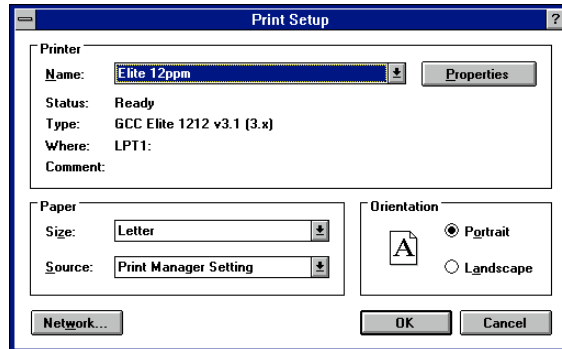 Print Setup ?
Printer
Name: Elite 12ppm Properties
Status: Ready
Type: GCC Elite 1212 v3.1 (3.x)
Where: LPT1:
Comment:
Paper
Size: Letter
Source: Print Manager Setting
Orientation
A
Portrait
Landscape
Network... OK Cancel